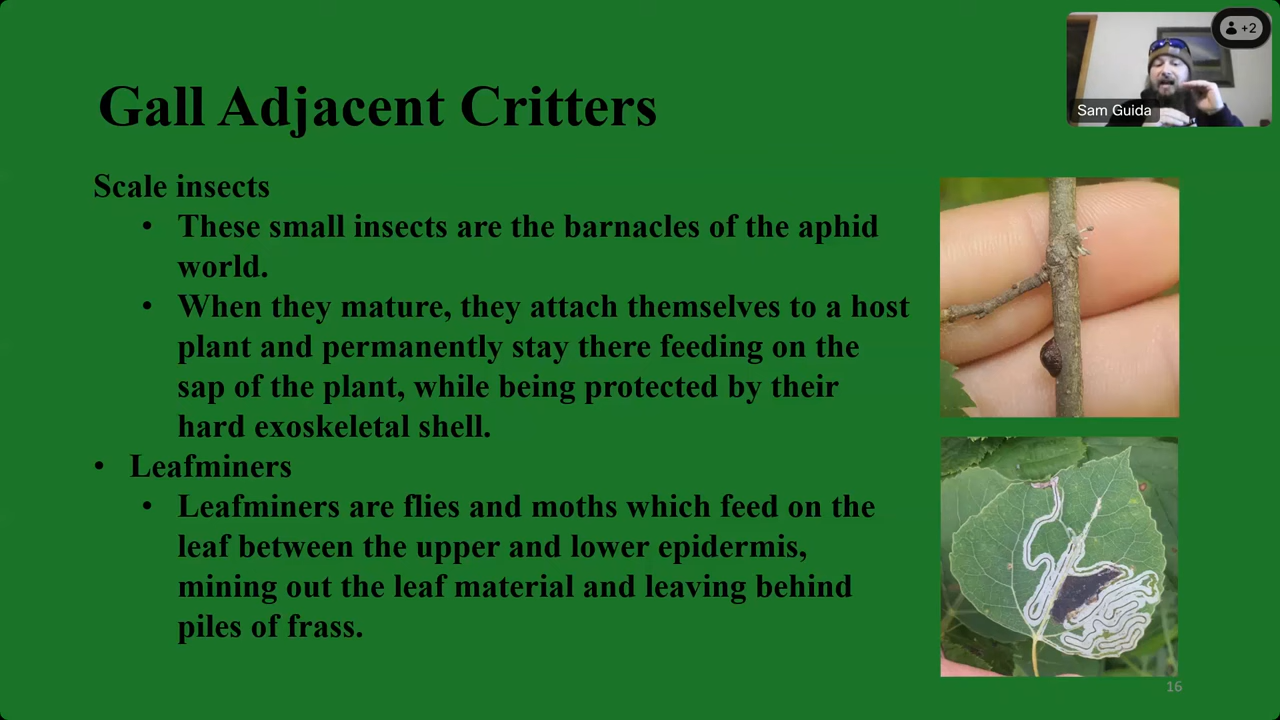 Gall Adjacent Critters
+2
Sam Guida
Scale insects
• These small insects are the barnacles of the aphid
world.
• When they mature, they attach themselves to a host
plant and permanently stay there feeding on the
sap of the plant, while being protected by their
hard exoskeletal shell.
• Leafminers
• Leafminers are flies and moths which feed on the
leaf between the upper and lower epidermis,
mining out the leaf material and leaving behind
piles of frass.
16